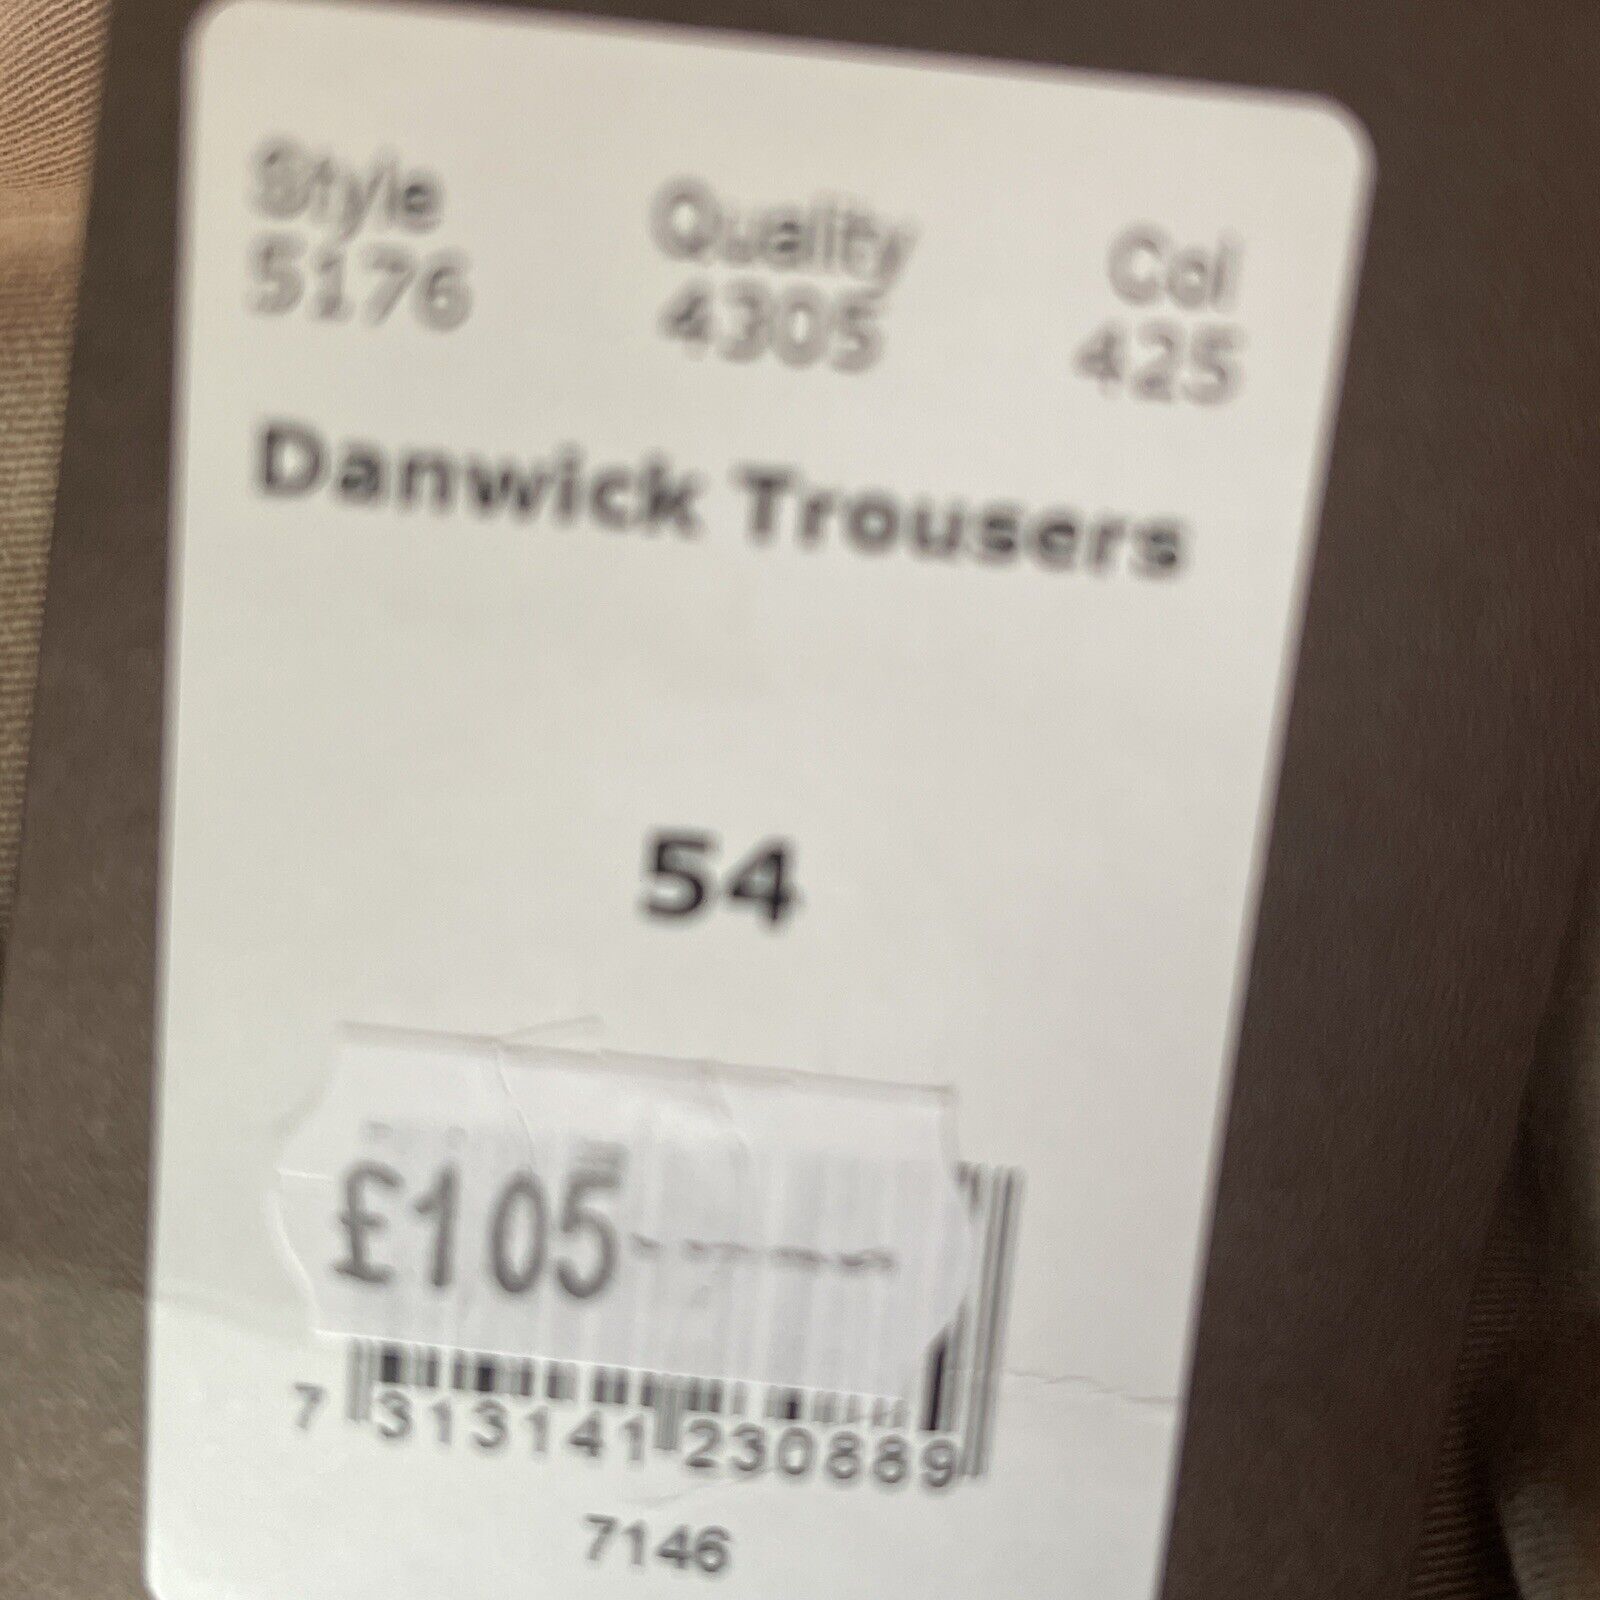 Style Quality Col
5176 4305 425
Danwick Trousers
54
£105
7 313141 230889
7146